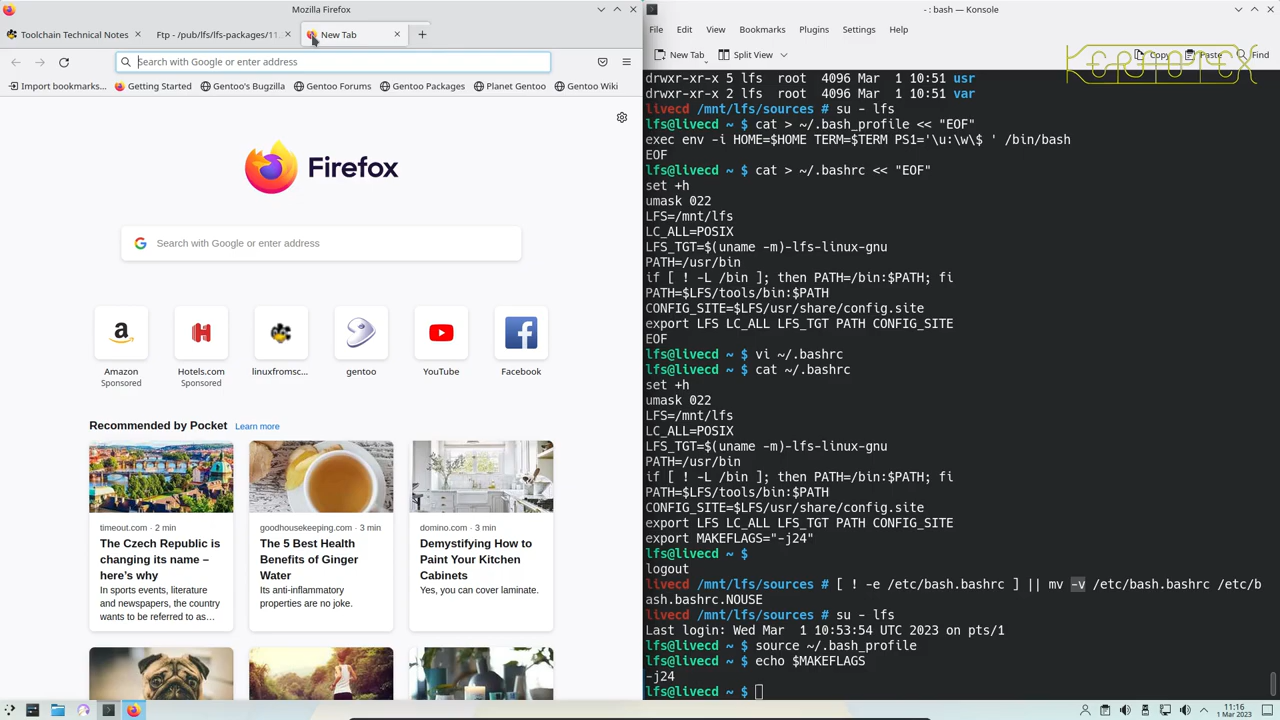 Mozilla Firefox
Toolchain Technical Notes
Ftp - /pub/lfs/lfs-packages/11.
New Tab
Search with Google or enter address
Import bookmarks...
Getting Started
Gentoo's Bugzilla
Gentoo Forums
Gentoo Packages
Planet Gentoo
Gentoo Wiki
Firefox
Search with Google or enter address
Amazon
Sponsored
Hotels.com
Sponsored
linuxfromsc...
gentoo
YouTube
Facebook
Recommended by Pocket Learn more
timeout.com · 2 min
The Czech Republic is
changing its name –
here's why
In sports events, literature
and newspapers, the country
wants to be referred to as...
goodhousekeeping.com · 3 min
The 5 Best Health
Benefits of Ginger
Water
Its anti-inflammatory
properties are no joke.
domino.com · 3 min
Demystifying How to
Paint Your Kitchen
Cabinets
Yes, you can cover laminate.
- : bash — Konsole
File Edit View Bookmarks Plugins Settings Help
New Tab Split View Copy Paste Find
KERNOTEX
drwxr-xr-x 5 lfs  root  4096 Mar  1 10:51 usr
drwxr-xr-x 2 lfs  root  4096 Mar  1 10:51 var
livecd /mnt/lfs/sources # su - lfs
lfs@livecd ~ $ cat > ~/.bash_profile << "EOF"
exec env -i HOME=$HOME TERM=$TERM PS1='\u:\w\$ ' /bin/bash
EOF
lfs@livecd ~ $ cat > ~/.bashrc << "EOF"
set +h
umask 022
LFS=/mnt/lfs
LC_ALL=POSIX
LFS_TGT=$(uname -m)-lfs-linux-gnu
PATH=/usr/bin
if [ ! -L /bin ]; then PATH=/bin:$PATH; fi
PATH=$LFS/tools/bin:$PATH
CONFIG_SITE=$LFS/usr/share/config.site
export LFS LC_ALL LFS_TGT PATH CONFIG_SITE
EOF
lfs@livecd ~ $ vi ~/.bashrc
lfs@livecd ~ $ cat ~/.bashrc
set +h
umask 022
LFS=/mnt/lfs
LC_ALL=POSIX
LFS_TGT=$(uname -m)-lfs-linux-gnu
PATH=/usr/bin
if [ ! -L /bin ]; then PATH=/bin:$PATH; fi
PATH=$LFS/tools/bin:$PATH
CONFIG_SITE=$LFS/usr/share/config.site
export LFS LC_ALL LFS_TGT PATH CONFIG_SITE
export MAKEFLAGS="-j24"
lfs@livecd ~ $
logout
livecd /mnt/lfs/sources # [ ! -e /etc/bash.bashrc ] || mv -v /etc/bash.bashrc /etc/b
ash.bashrc.NOUSE
livecd /mnt/lfs/sources # su - lfs
Last login: Wed Mar  1 10:53:54 UTC 2023 on pts/1
lfs@livecd ~ $ source ~/.bash_profile
lfs@livecd ~ $ echo $MAKEFLAGS
-j24
lfs@livecd ~ $
11:16
1 Mar 2023